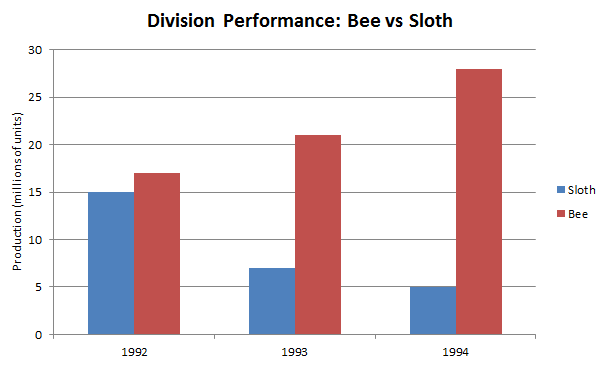 Division Performance: Bee vs Sloth
Production (millions of units)
30
25
20
15
10
5
0
1992
1993
1994
Sloth
Bee